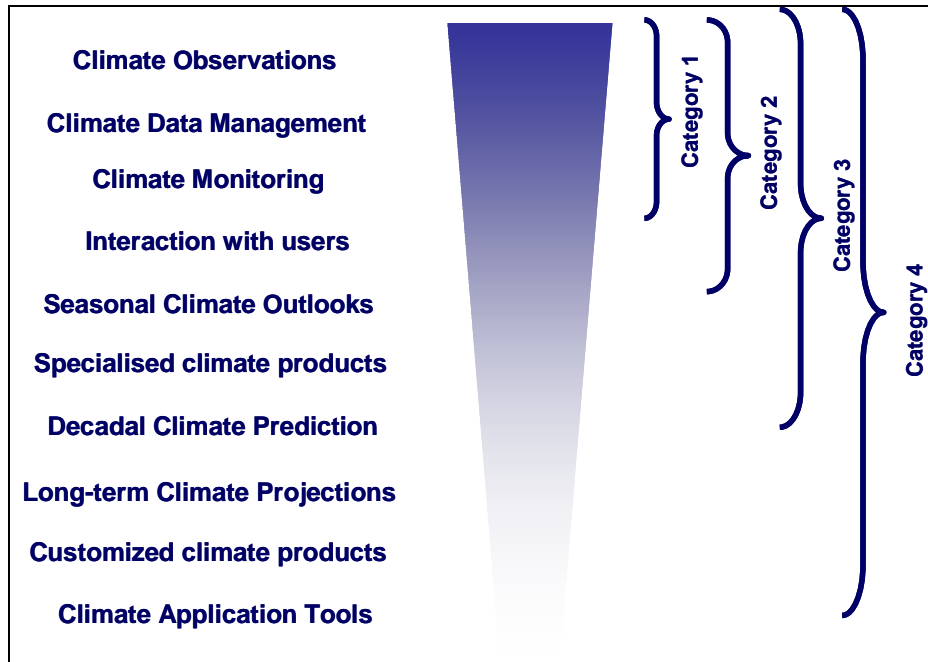 Climate Observations
Climate Data Management
Climate Monitoring
Interaction with users
Seasonal Climate Outlooks
Specialised climate products
Decadal Climate Prediction
Long-term Climate Projections
Customized climate products
Climate Application Tools
Category 1
Category 2
Category 3
Category 4